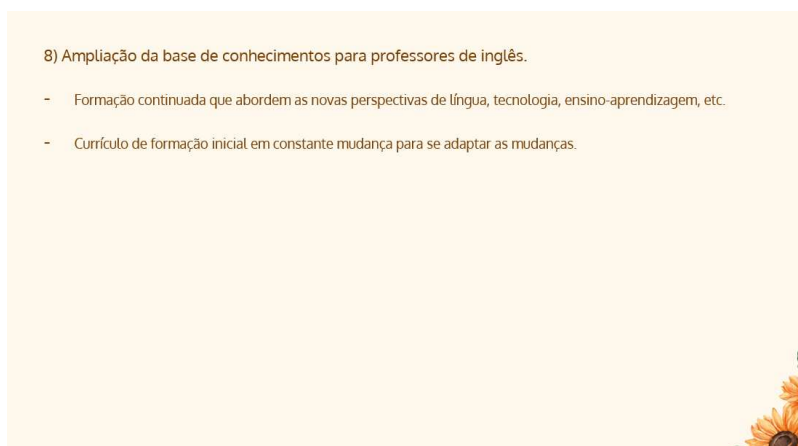 8) Ampliação da base de conhecimentos para professores de inglês.
- Formação continuada que abordem as novas perspectivas de língua, tecnologia, ensino-aprendizagem, etc.
- Currículo de formação inicial em constante mudança para se adaptar as mudanças.